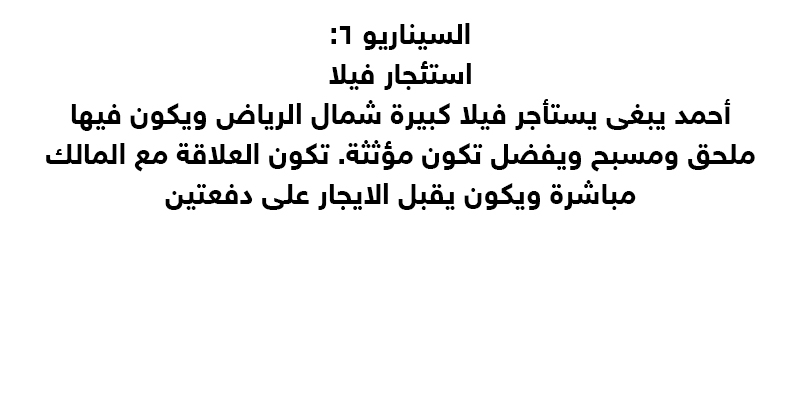 السيناريو ٦:
استئجار فيلا
أحمد يبغى يستأجر فيلا كبيرة شمال الرياض ويكون فيها
ملحق ومسبح ويفضل تكون مؤثثة. تكون العلاقة مع المالك
مباشرة ويكون يقبل الايجار على دفعتين